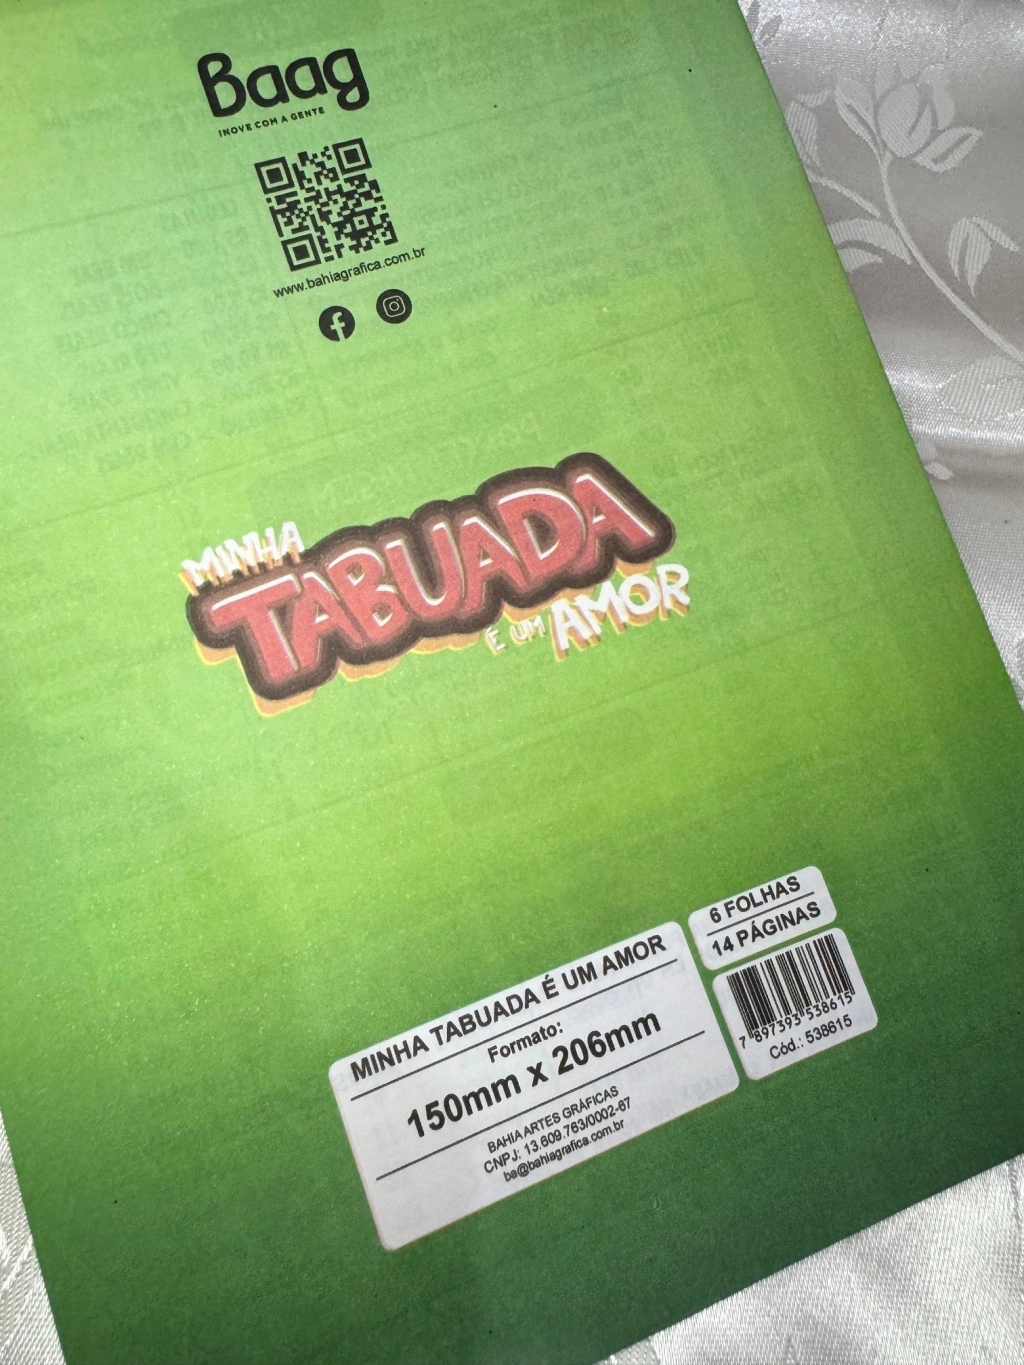 Baag
INOVE COM A GENTE
www.bahiagrafica.com.br
MINHA
TABUADA
É UM AMOR
6 FOLHAS
14 PÁGINAS
MINHA TABUADA É UM AMOR
Formato:
150mm x 206mm
BAHIA ARTES GRÁFICAS
CNPJ: 13.609.763/0002-67
ba@bahiagrafica.com.br
7 897393 538615
Cód.: 538615